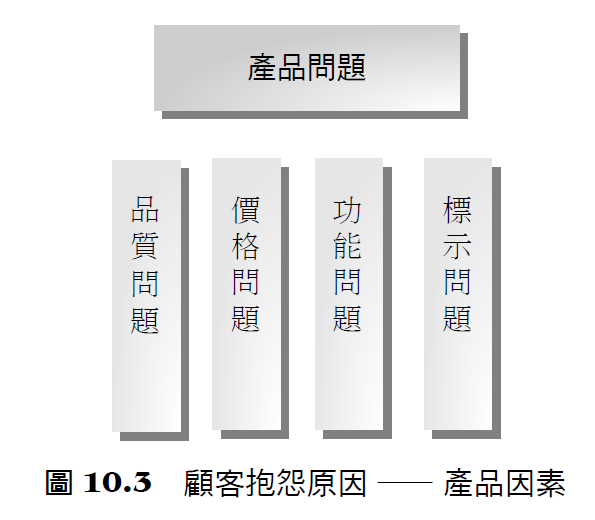 產品問題
品質問題
價格問題
功能問題
標示問題
圖 10.3 顧客抱怨原因 —— 產品因素